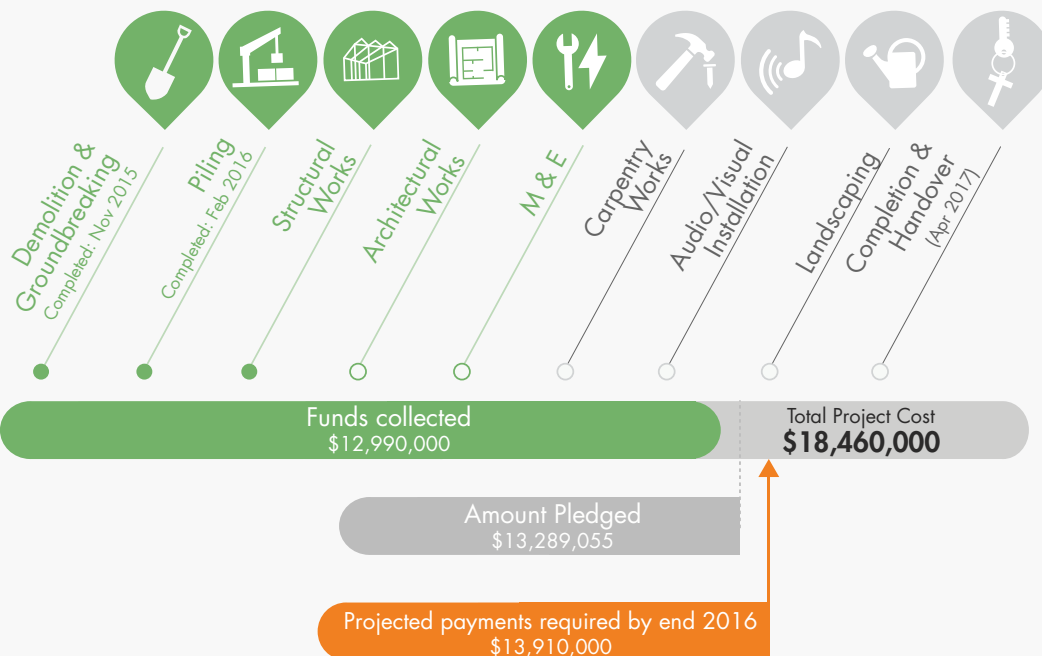 Demolition &
Groundbreaking
Completed: Nov 2015
Piling
Completed: Feb 2016
Structural
Works
Architectural
Works
M & E
Carpentry
Works
Audio/Visual
Installation
Landscaping
Completion &
Handover
(Apr 2017)
Funds collected
$12,990,000
Total Project Cost
$18,460,000
Amount Pledged
$13,289,055
Projected payments required by end 2016
$13,910,000